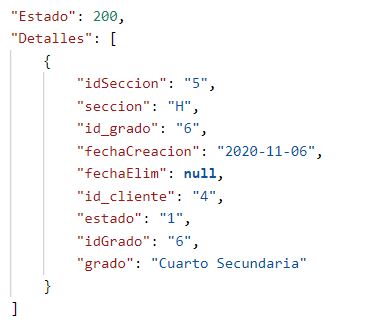 "Estado": 200,
"Detalles": [
{
"idSeccion": "5",
"seccion": "H",
"id_grado": "6",
"fechaCreacion": "2020-11-06",
"fechaElim": null,
"id_cliente": "4",
"estado": "1",
"idGrado": "6",
"grado": "Cuarto Secundaria"
}
]